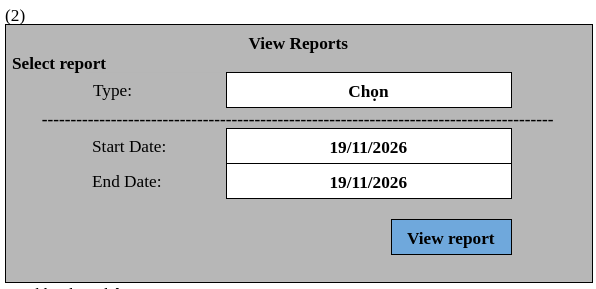 (2)
View Reports
Select report
Type: Chọn
Start Date: 19/11/2026
End Date: 19/11/2026
View report